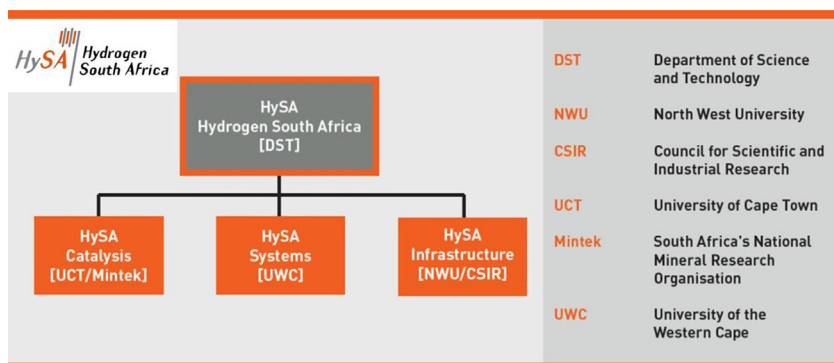 HySA
Hydrogen
South Africa
HySA
Hydrogen South Africa
[DST]
HySA
Catalysis
[UCT/Mintek]
HySA
Systems
[UWC]
HySA
Infrastructure
[NWU/CSIR]
DST
Department of Science
and Technology
NWU
North West University
CSIR
Council for Scientific and
Industrial Research
UCT
University of Cape Town
Mintek
South Africa's National
Mineral Research
Organisation
UWC
University of the
Western Cape